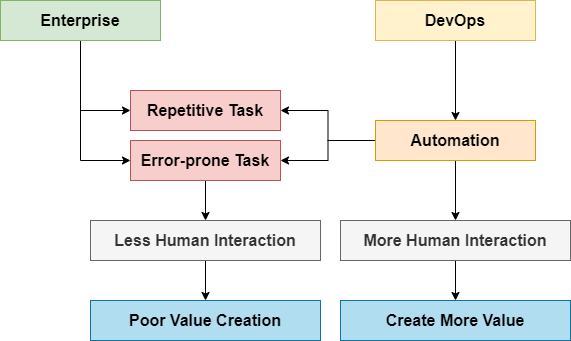 Enterprise
DevOps
Repetitive Task
Error-prone Task
Automation
Less Human Interaction
More Human Interaction
Poor Value Creation
Create More Value